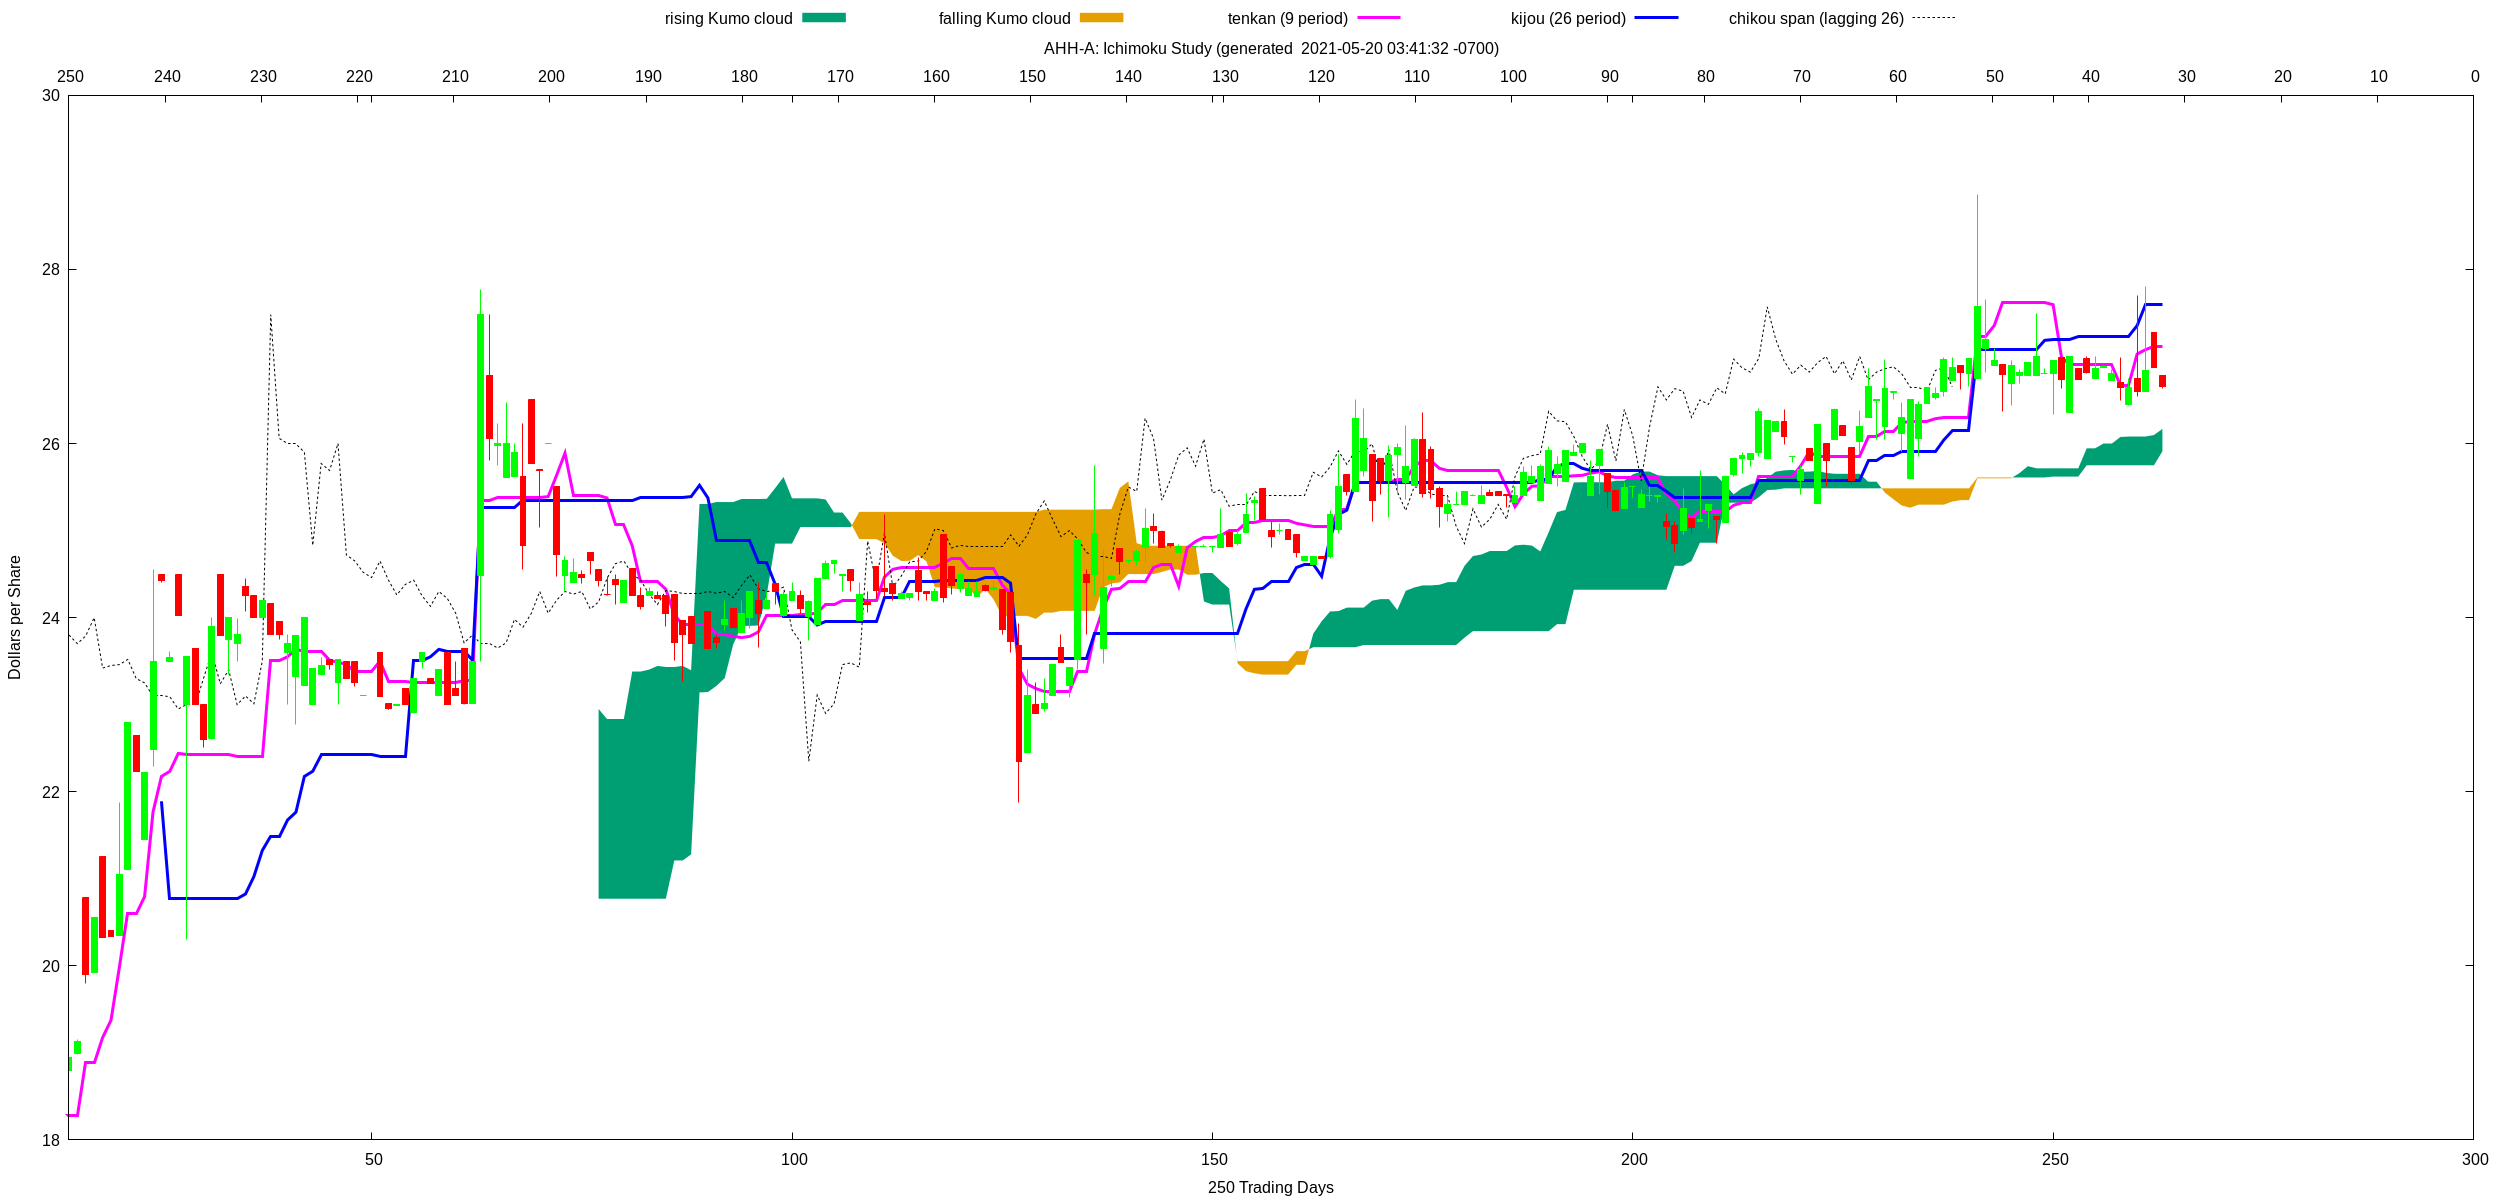 rising Kumo cloud falling Kumo cloud tenkan (9 period) kijou (26 period) chikou span (lagging 26)
AHH-A: Ichimoku Study (generated  2021-05-20 03:41:32 -0700)
250 240 230 220 210 200 190 180 170 160 150 140 130 120 110 100 90 80 70 60 50 40 30 20 10 0
30
28
26
24
22
20
18
Dollars per Share
50 100 150 200 250 300
250 Trading Days